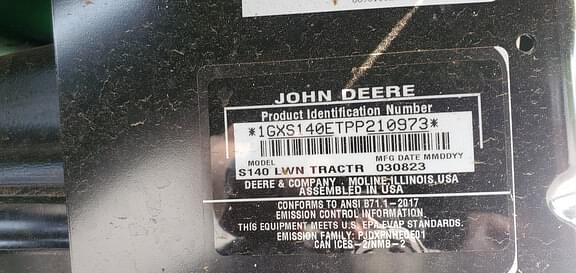 JOHN DEERE
Product Identification Number
*1GXS140ETPP210973*
MODEL MFG DATE MMDDYY
S140 LWN TRACTR 030823
DEERE & COMPANY MOLINE, ILLINOIS, USA
ASSEMBLED IN USA
CONFORMS TO ANSI B71.1-2017
EMISSION CONTROL INFORMATION.
THIS EQUIPMENT MEETS U.S. EPA EVAP STANDARDS.
EMISSION FAMILY:
CAN ICES-2/NMB-2